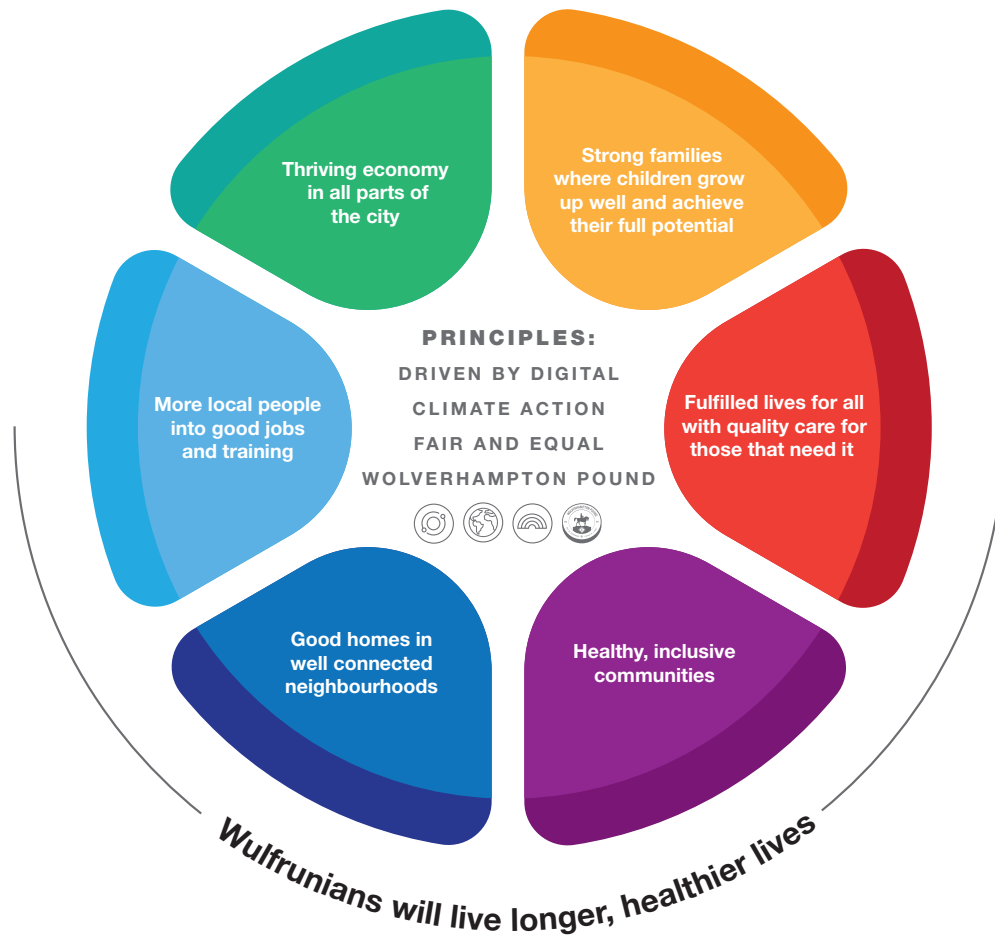 Thriving economy
in all parts of
the city
Strong families
where children grow
up well and achieve
their full potential
More local people
into good jobs
and training
PRINCIPLES:
DRIVEN BY DIGITAL
CLIMATE ACTION
FAIR AND EQUAL
WOLVERHAMPTON POUND
Fulfilled lives for all
with quality care for
those that need it
Good homes in
well connected
neighbourhoods
Healthy, inclusive
communities
Wulfrunians will live longer, healthier lives